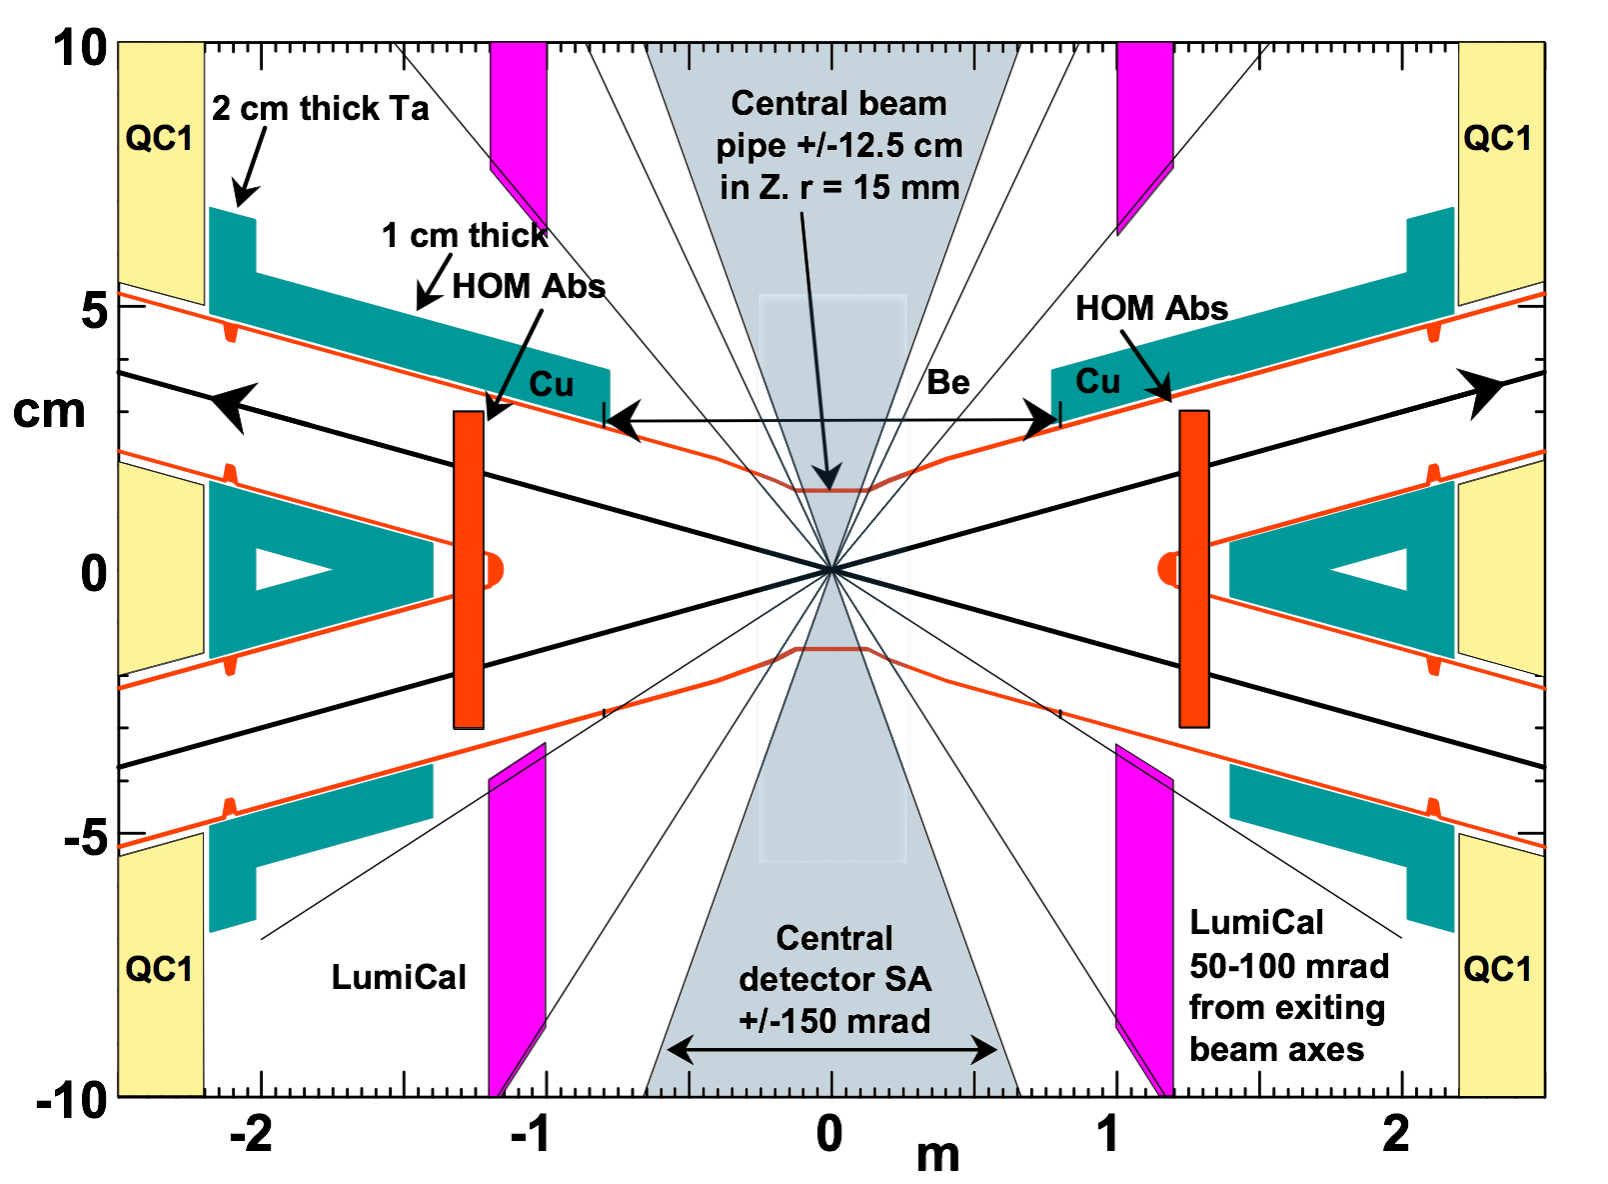 10
5
0
-5
-10
cm
-2
-1
0
1
2
m
QC1
2 cm thick Ta
1 cm thick
HOM Abs
Cu
Central beam
pipe +/-12.5 cm
in Z. r = 15 mm
Be
HOM Abs
Cu
QC1
QC1
LumiCal
Central
detector SA
+/-150 mrad
LumiCal
50-100 mrad
from exiting
beam axes
QC1